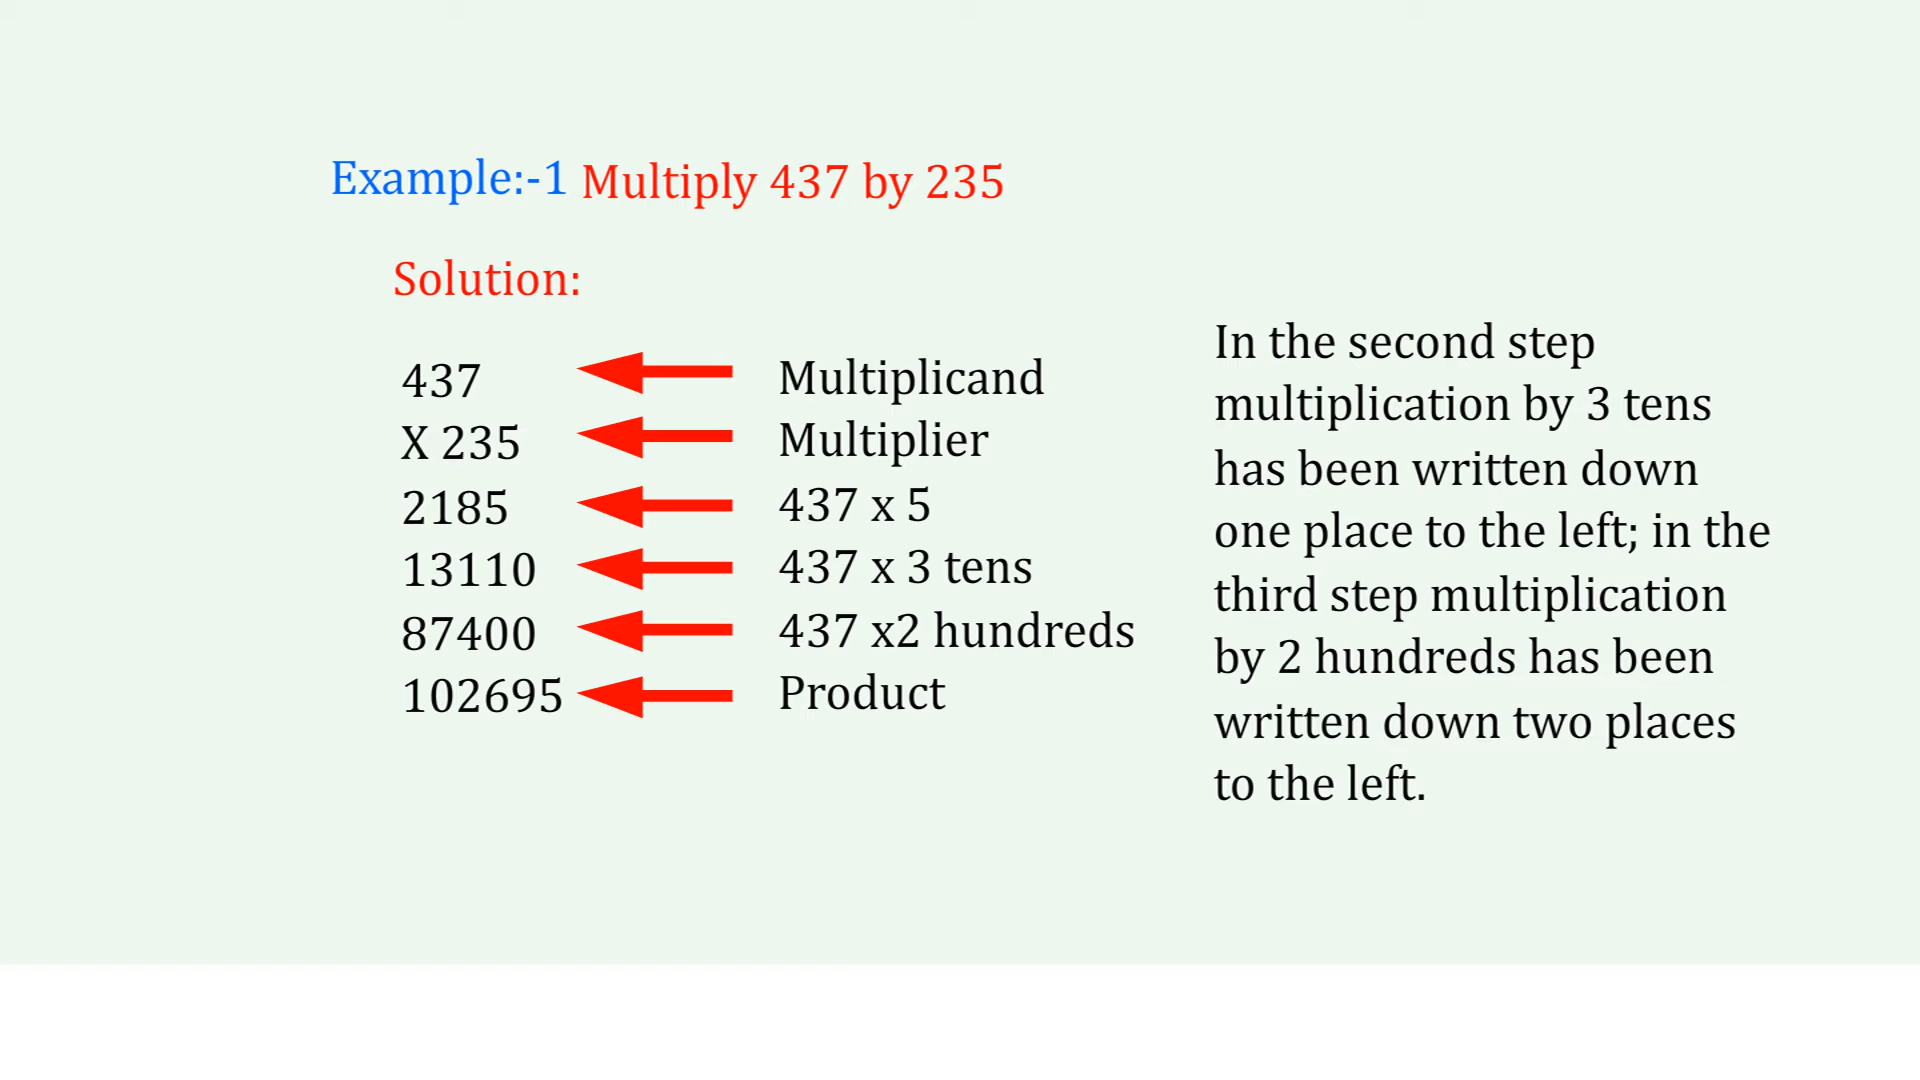 Example:-1 Multiply 437 by 235
Solution:
437 Multiplicand
X 235 Multiplier
2185 437 x 5
13110 437 x 3 tens
87400 437 x2 hundreds
102695 Product
In the second step
multiplication by 3 tens
has been written down
one place to the left; in the
third step multiplication
by 2 hundreds has been
written down two places
to the left.